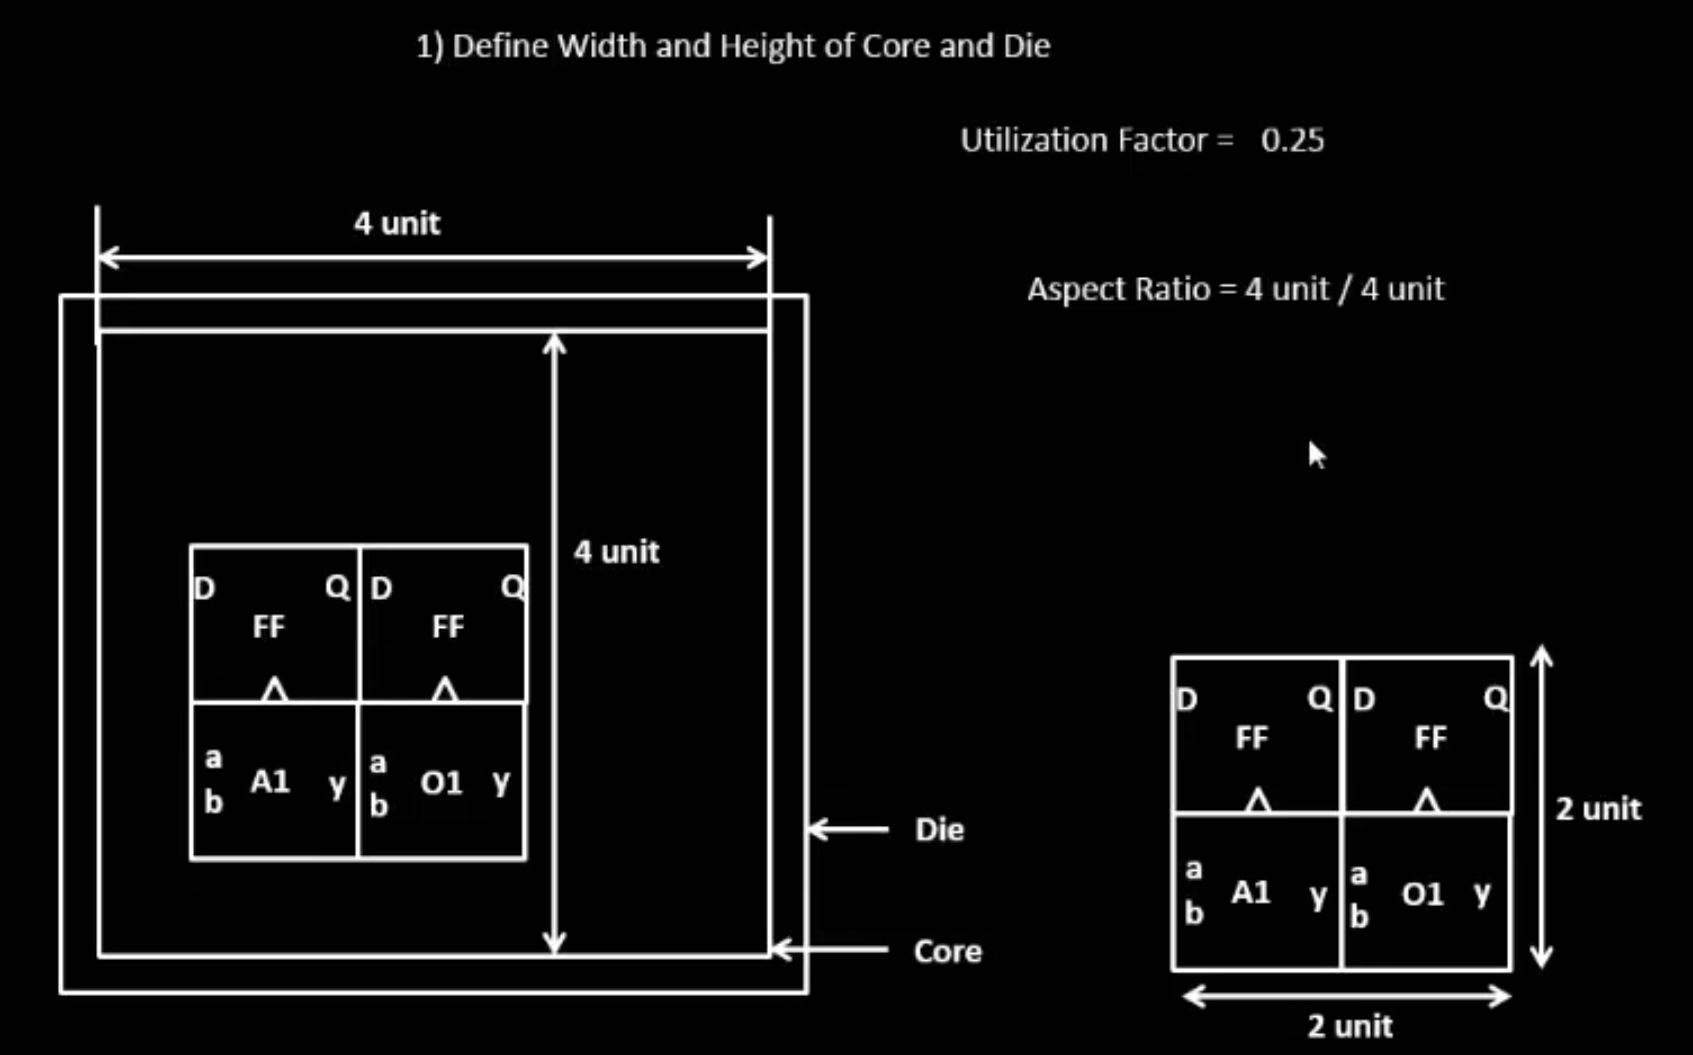 1) Define Width and Height of Core and Die
Utilization Factor = 0.25
4 unit
Aspect Ratio = 4 unit / 4 unit
4 unit
D Q D Q
FF FF
a A1 y a O1 y
b b
Die
Core
D Q D Q
FF FF
a A1 y a O1 y
b b
2 unit
2 unit